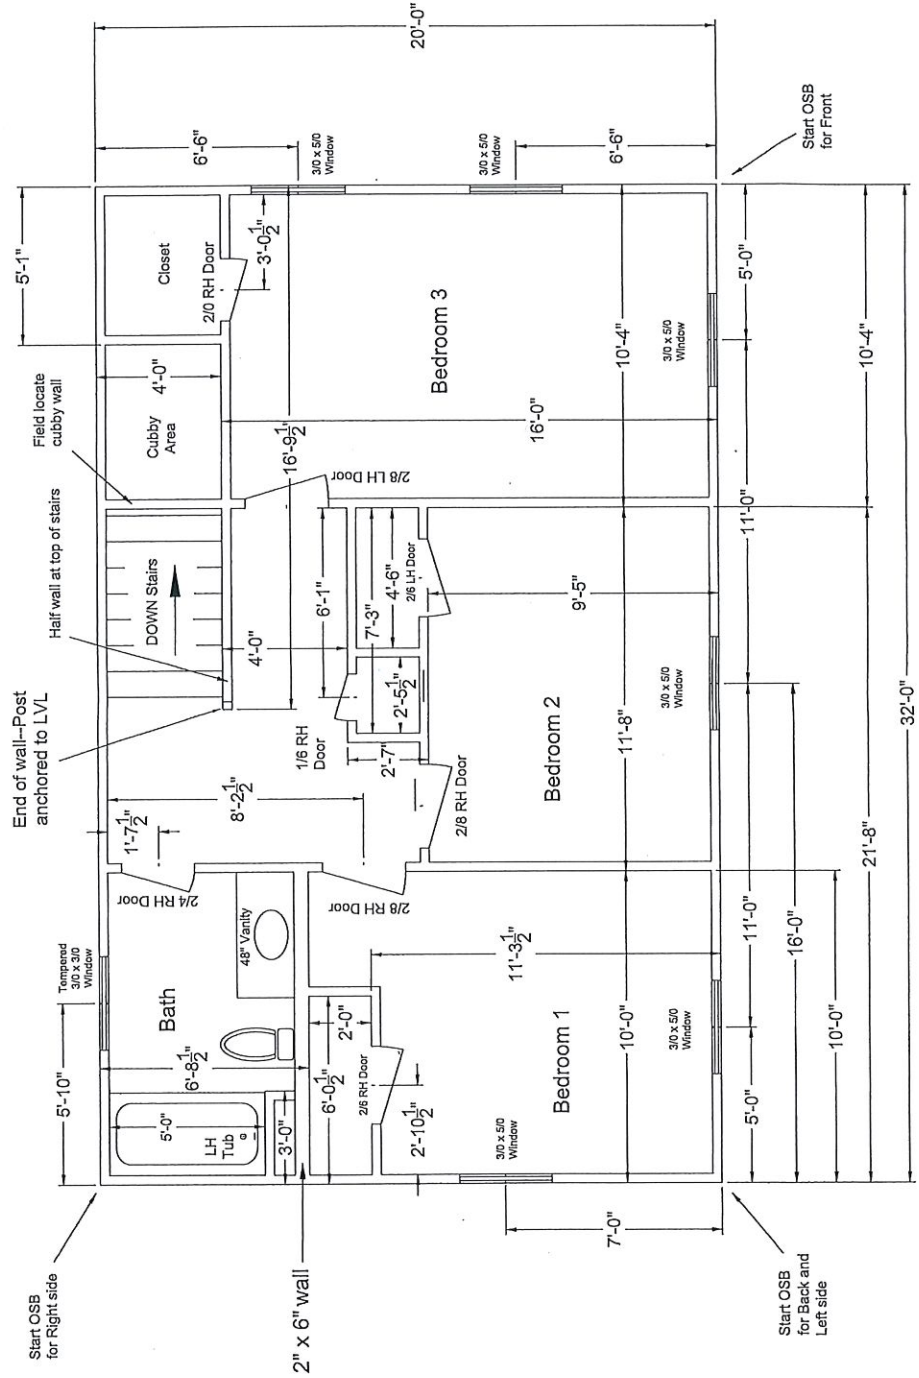 Start OSB
for Right side
5'-10"
Tempered
3/0 x 3/0
Window
End of wall--Post
anchored to LVL
Half wall at top of stairs
Field locate
cubby wall
5'-1"
20'-0"
6'-6"
3/0 x 5/0
Window
3/0 x 5/0
Window
6'-6"
Start OSB
for Front
Bath
5'-0"
LH
Tub
3'-0"
6'-8 1/2"
48" Vanity
2/4 RH Door
1'-7 1/2"
8'-2 1/2"
DOWN Stairs
4'-0"
Cubby
Area
4'-0"
Closet
2/0 RH Door
3'-0 1/2"
16'-9 1/2"
2" x 6" wall
6'-0 1/2"
2'-0"
2/6 RH Door
2'-10 1/2"
2/8 RH Door
1/6 RH
Door
2'-7"
2/8 RH Door
6'-1"
7'-3"
4'-6"
2'-5 1/2"
2/6 LH Door
2/8 LH Door
3/0 x 5/0
Window
7'-0"
Bedroom 1
11'-3 1/2"
Bedroom 2
9'-5"
Bedroom 3
16'-0"
10'-0"
11'-8"
10'-4"
3/0 x 5/0
Window
3/0 x 5/0
Window
3/0 x 5/0
Window
5'-0"
11'-0"
11'-0"
5'-0"
16'-0"
10'-0"
21'-8"
10'-4"
32'-0"
Start OSB
for Back and
Left side